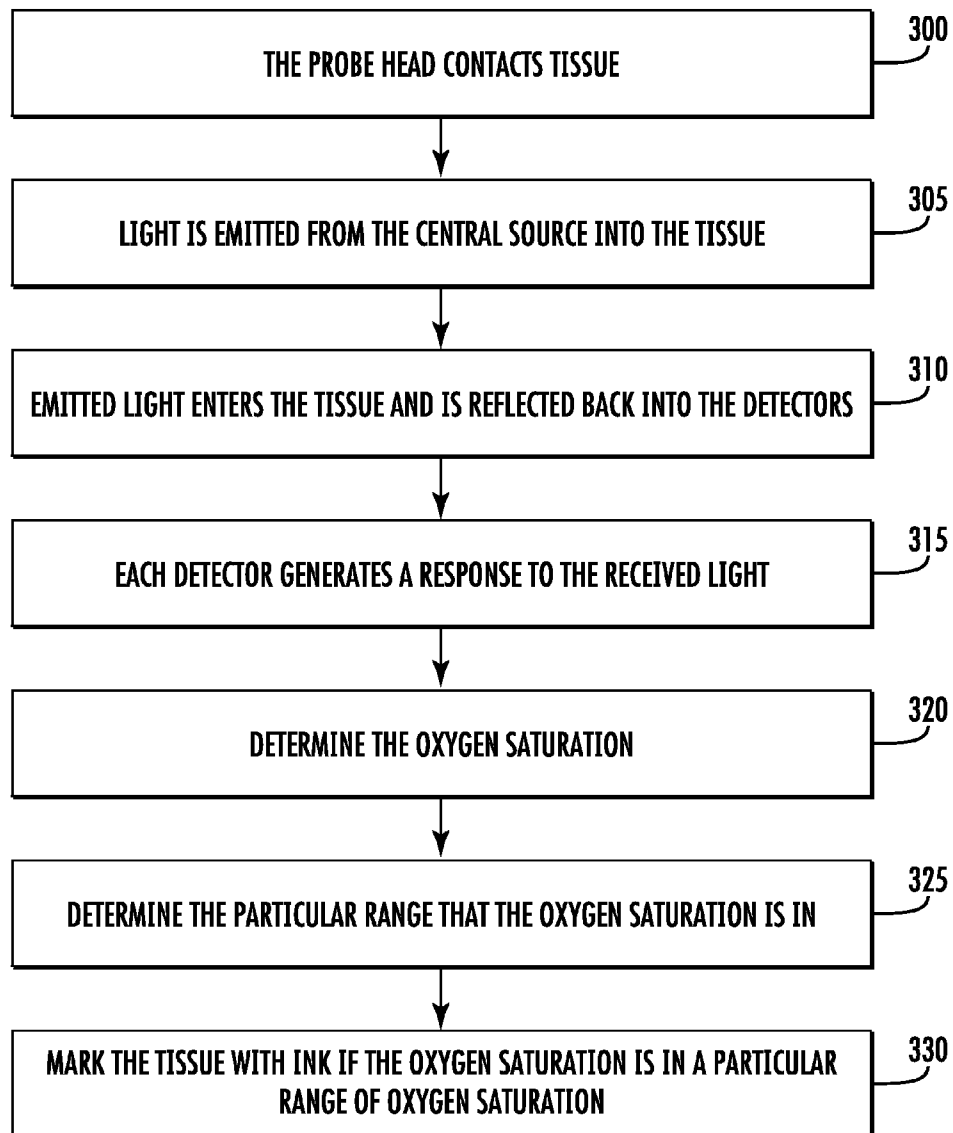 300
THE PROBE HEAD CONTACTS TISSUE
305
LIGHT IS EMITTED FROM THE CENTRAL SOURCE INTO THE TISSUE
310
EMITTED LIGHT ENTERS THE TISSUE AND IS REFLECTED BACK INTO THE DETECTORS
315
EACH DETECTOR GENERATES A RESPONSE TO THE RECEIVED LIGHT
320
DETERMINE THE OXYGEN SATURATION
325
DETERMINE THE PARTICULAR RANGE THAT THE OXYGEN SATURATION IS IN
330
MARK THE TISSUE WITH INK IF THE OXYGEN SATURATION IS IN A PARTICULAR
RANGE OF OXYGEN SATURATION